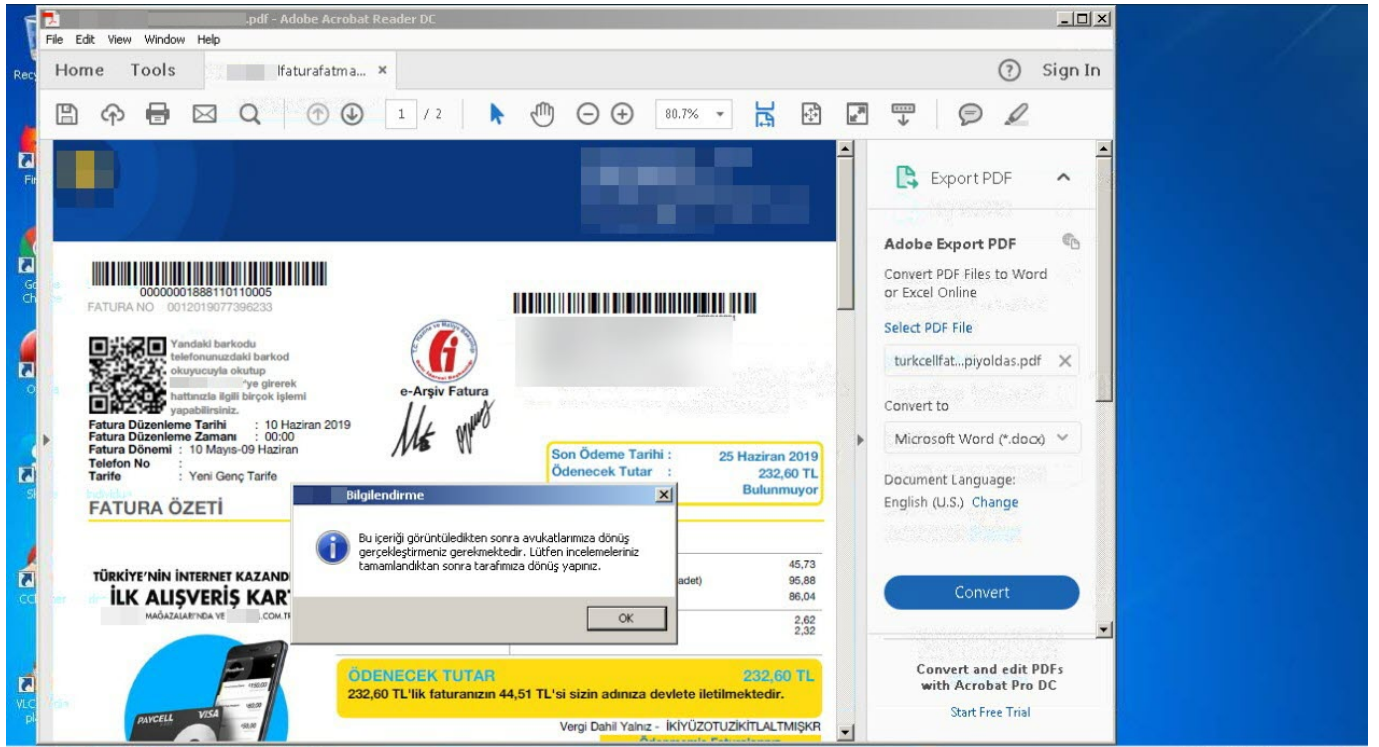 .pdf - Adobe Acrobat Reader DC
File Edit View Window Help
Home Tools lfaturafatma... × ? Sign In
1 / 2 80.7%
Export PDF
Adobe Export PDF
Convert PDF Files to Word
or Excel Online
Select PDF File
turkcellfat...piyoldas.pdf
Convert to
Microsoft Word (*.docx)
Document Language:
English (U.S.) Change
Convert
Convert and edit PDFs
with Acrobat Pro DC
Start Free Trial
00000001888110110005
FATURA NO 0012019077396233
Yandaki barkodu
telefonunuzdaki barkod
okuyucuyla okutup
'ye girerek
hattınızla ilgili birçok işlemi
yapabilirsiniz.
e-Arşiv Fatura
Fatura Düzenleme Tarihi : 10 Haziran 2019
Fatura Düzenleme Zamanı : 00:00
Fatura Dönemi : 10 Mayıs-09 Haziran
Telefon No :
Tarife : Yeni Genç Tarife
Son Ödeme Tarihi : 25 Haziran 2019
Ödenecek Tutar : 232,60 TL
Bulunmuyor
FATURA ÖZETİ
Bilgilendirme
Bu içeriği görüntüledikten sonra avukatlarımıza dönüş
gerçekleştirmeniz gerekmektedir. Lütfen incelemeleriniz
tamamlandıktan sonra tarafımıza dönüş yapınız.
OK
45,73
adet) 95,88
86,04
2,62
2,32
TÜRKİYE'NİN İNTERNET KAZANDI
İLK ALIŞVERİŞ KAR
MAĞAZALARI'NDA VE .COM.TR
PAYCELL VISA
ÖDENECEK TUTAR 232,60 TL
232,60 TL'lik faturanızın 44,51 TL'si sizin adınıza devlete iletilmektedir.
Vergi Dahil Yalnız - İKİYÜZOTUZİKİTLALTMIŞKR